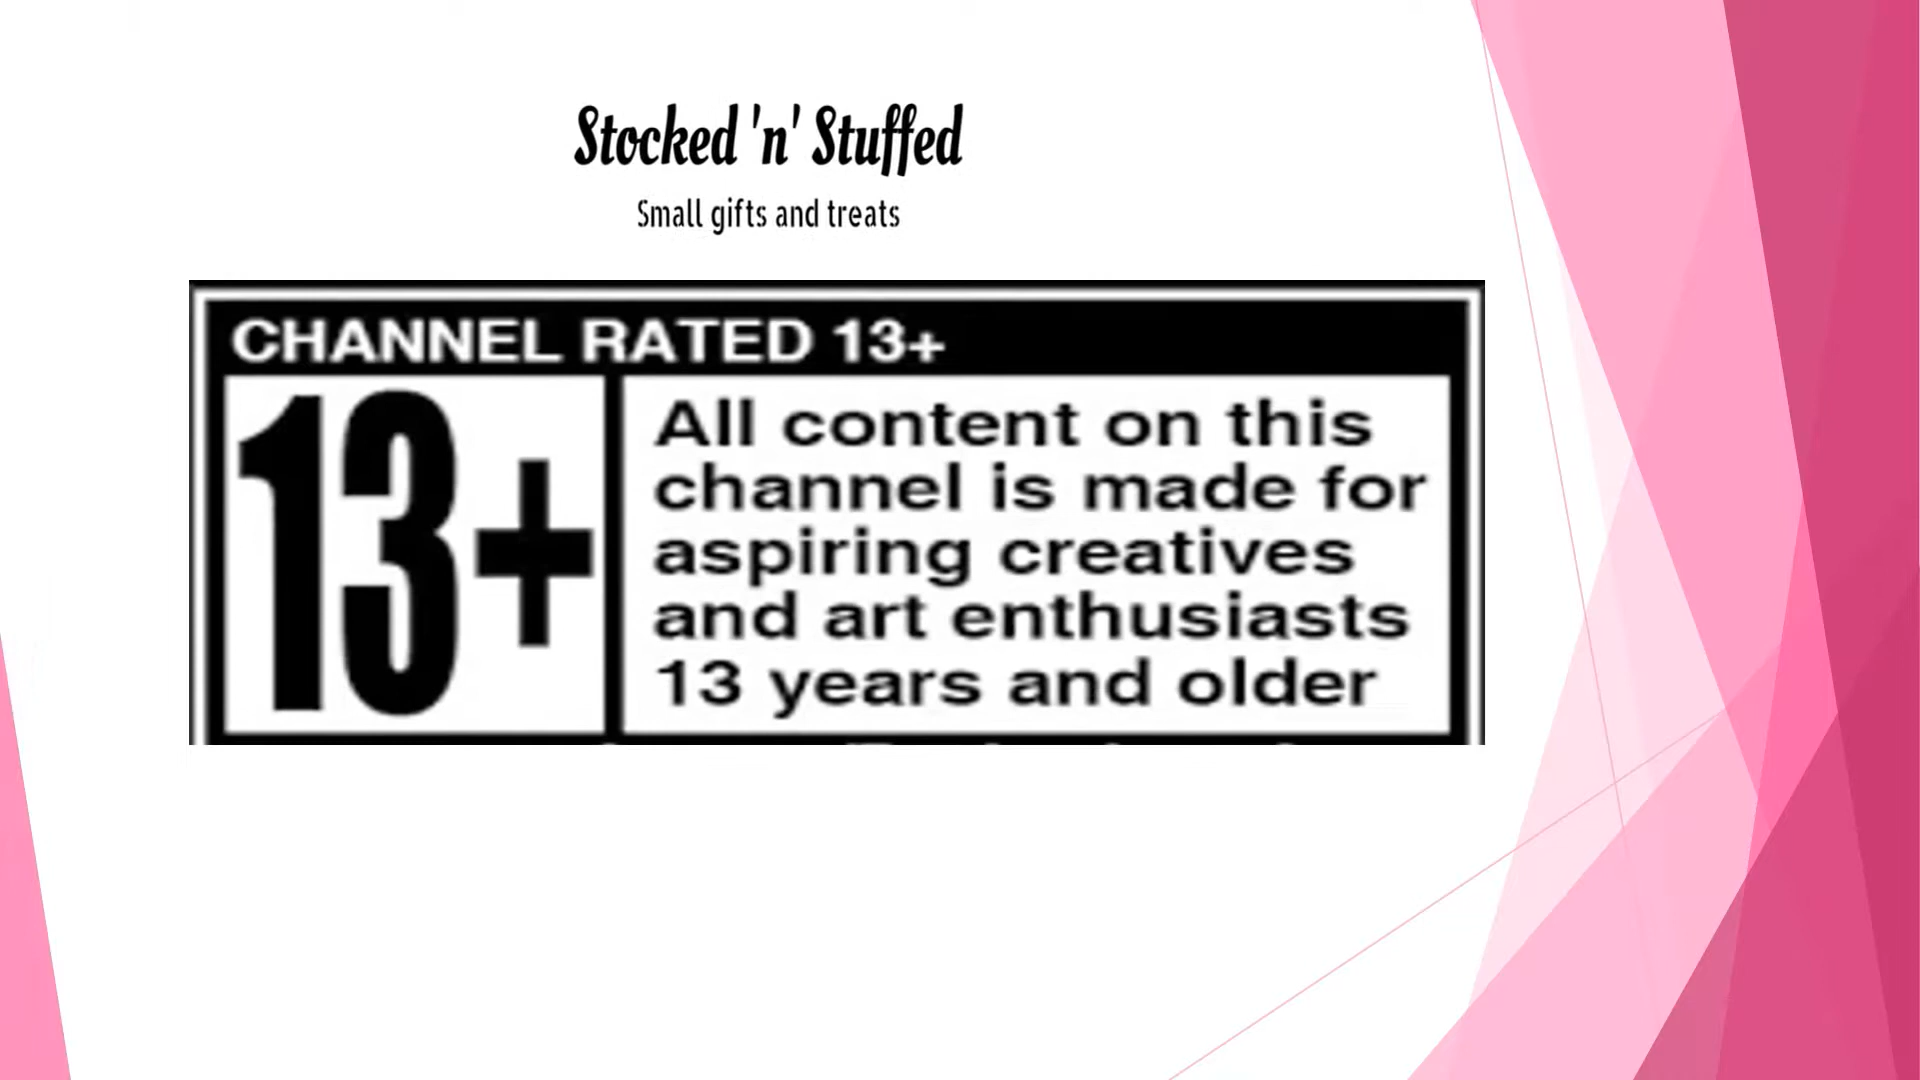 Stocked 'n' Stuffed
Small gifts and treats
CHANNEL RATED 13+
13+
All content on this
channel is made for
aspiring creatives
and art enthusiasts
13 years and older